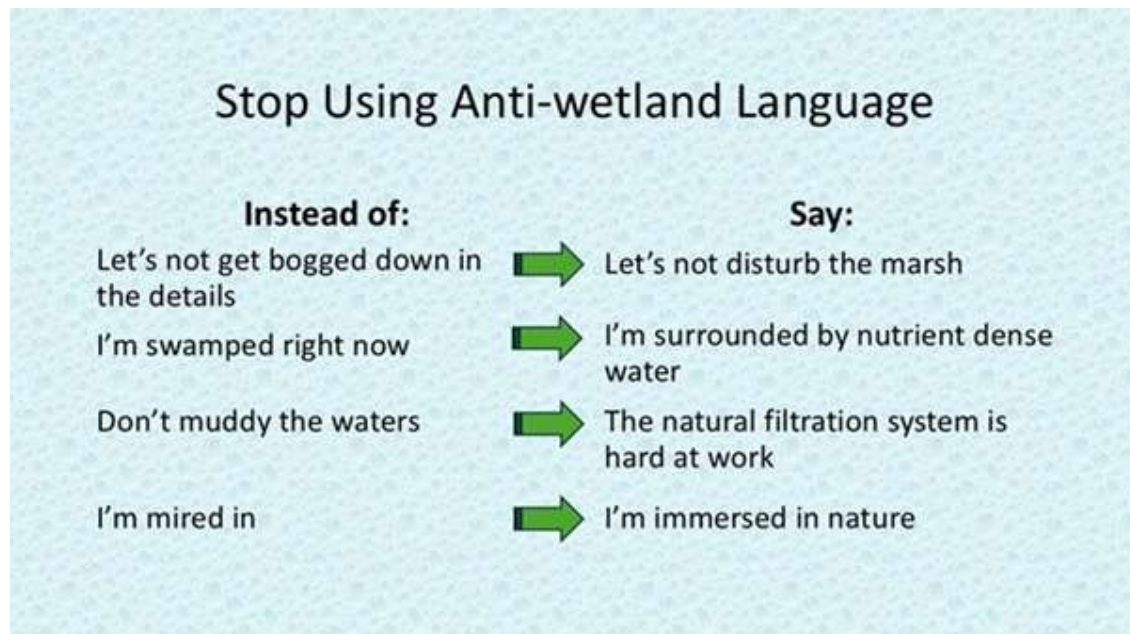 Stop Using Anti-wetland Language
Instead of:
Say:
Let’s not get bogged down in
the details
Let’s not disturb the marsh
I’m swamped right now
I’m surrounded by nutrient dense
water
Don’t muddy the waters
The natural filtration system is
hard at work
I’m mired in
I’m immersed in nature